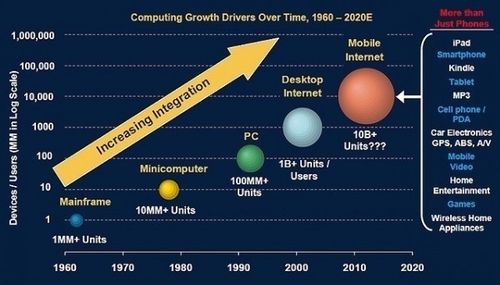 Computing Growth Drivers Over Time, 1960 – 2020E
More than
Just Phones
Devices / Users (MM in Log Scale)
1,000,000
100,000
10,000
1000
100
10
1
Increasing Integration
Mobile
Internet
Desktop
Internet
PC
Minicomputer
Mainframe
10B+
Units???
1B+ Units /
Users
100MM+
Units
10MM+ Units
1MM+ Units
1960
1970
1980
1990
2000
2010
2020
iPad
Smartphone
Kindle
Tablet
MP3
Cell phone /
PDA
Car Electronics
GPS, ABS, A/V
Mobile
Video
Home
Entertainment
Games
Wireless Home
Appliances